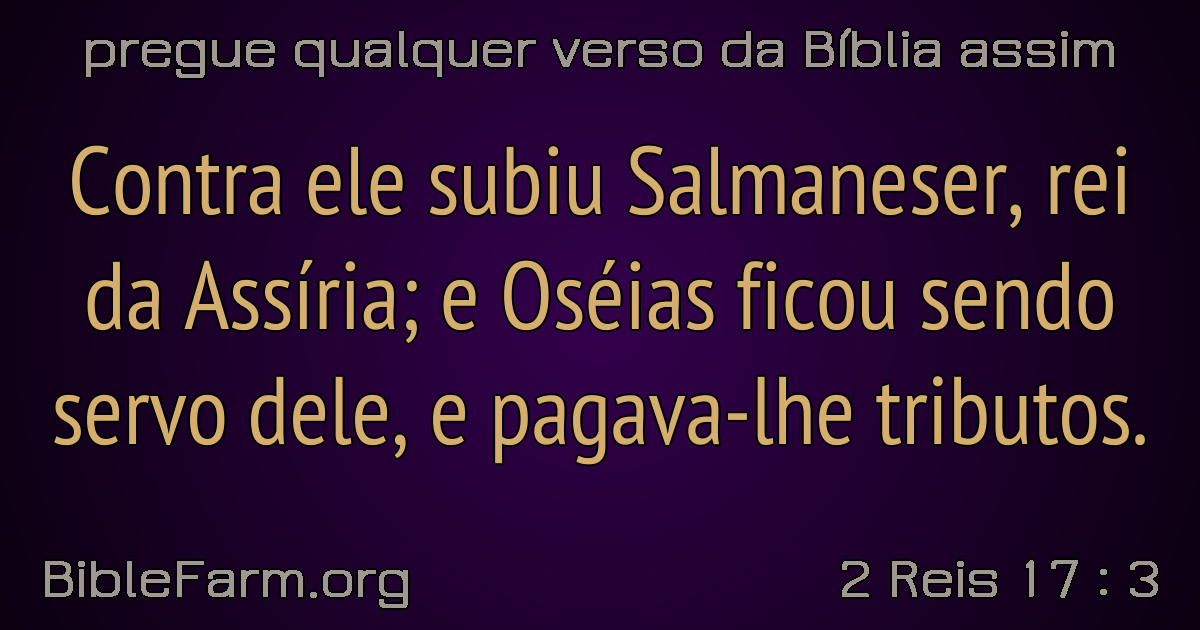 pregue qualquer verso da Bíblia assim
Contra ele subiu Salmaneser, rei
da Assíria; e Oséias ficou sendo
servo dele, e pagava-lhe tributos.
BibleFarm.org
2 Reis 17 : 3